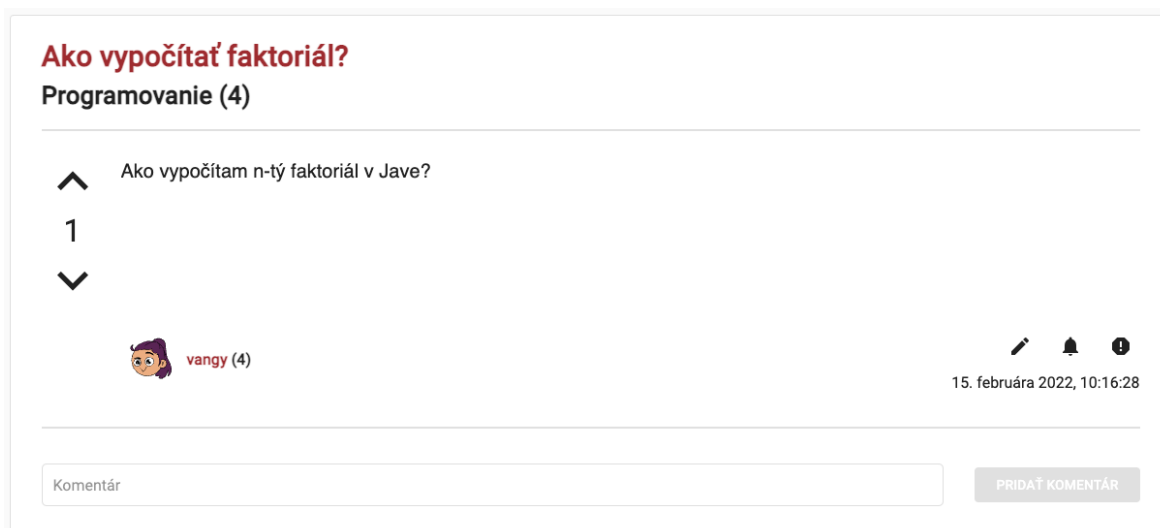 Ako vypočítať faktoriál?
Programovanie (4)
Ako vypočítam n-tý faktoriál v Jave?
1
vangy (4)
15. februára 2022, 10:16:28
Komentár
PRIDAŤ KOMENTÁR